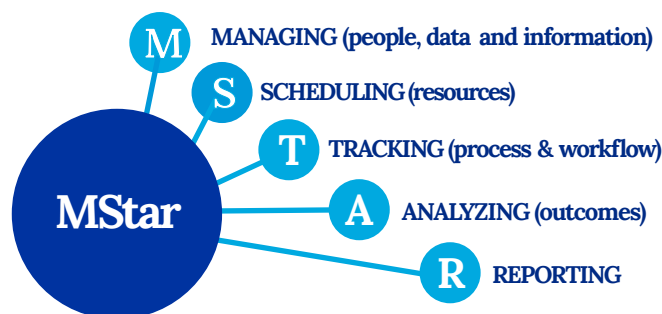 M MANAGING (people, data and information)
S SCHEDULING (resources)
T TRACKING (process & workflow)
MStar
A ANALYZING (outcomes)
R REPORTING